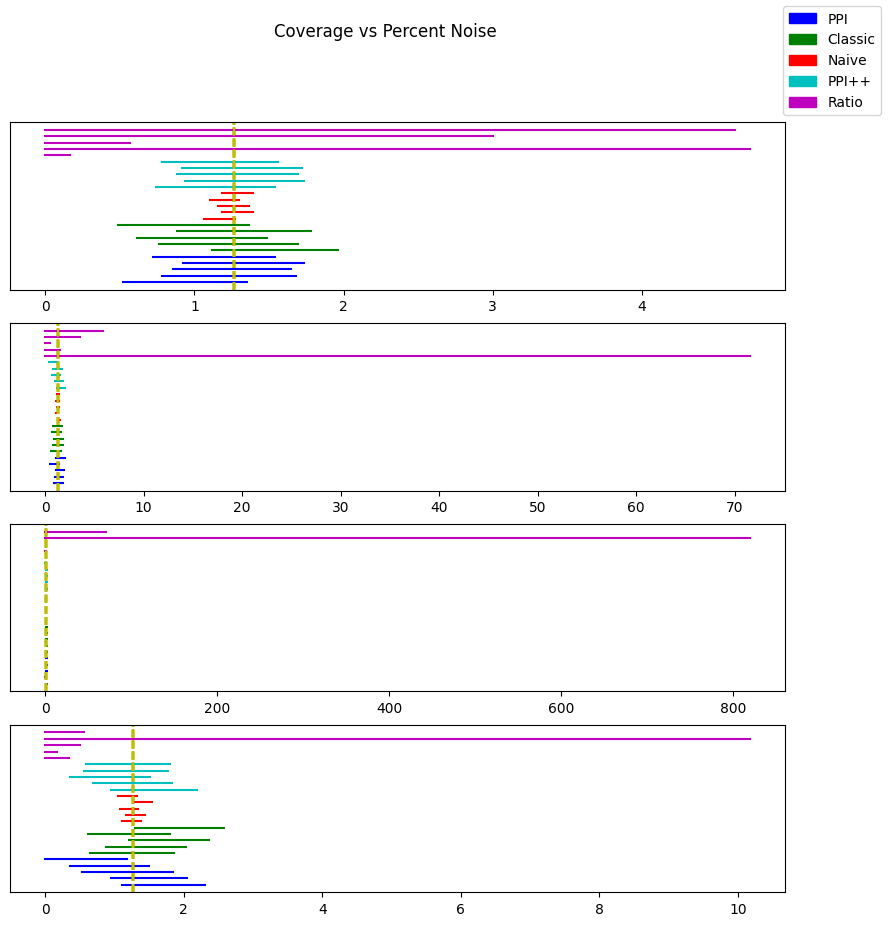 Coverage vs Percent Noise
PPI
Classic
Naive
PPI++
Ratio
0 1 2 3 4
0 10 20 30 40 50 60 70
0 200 400 600 800
0 2 4 6 8 10